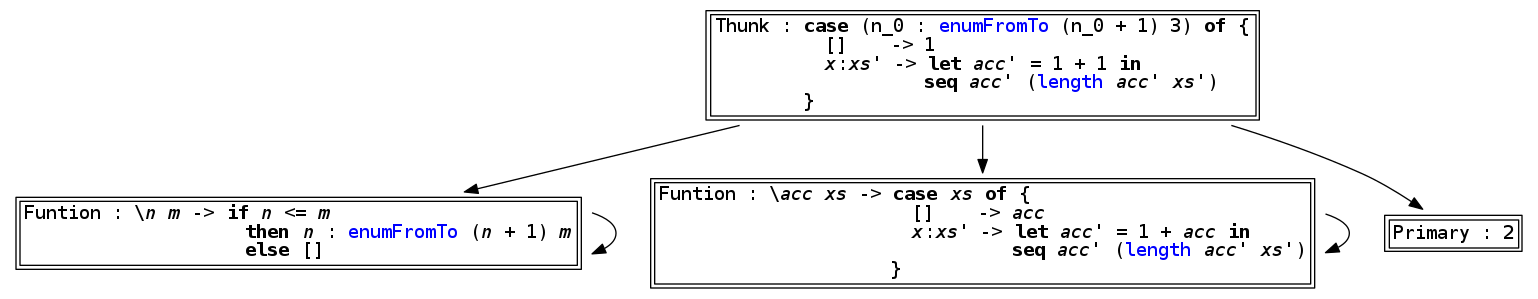 Thunk : case (n_0 : enumFromTo (n_0 + 1) 3) of {
[] -> 1
x:xs' -> let acc' = 1 + 1 in
seq acc' (length acc' xs')
}
Funtion : \n m -> if n <= m
then n : enumFromTo (n + 1) m
else []
Funtion : \acc xs -> case xs of {
[] -> acc
x:xs' -> let acc' = 1 + acc in
seq acc' (length acc' xs')
}
Primary : 2